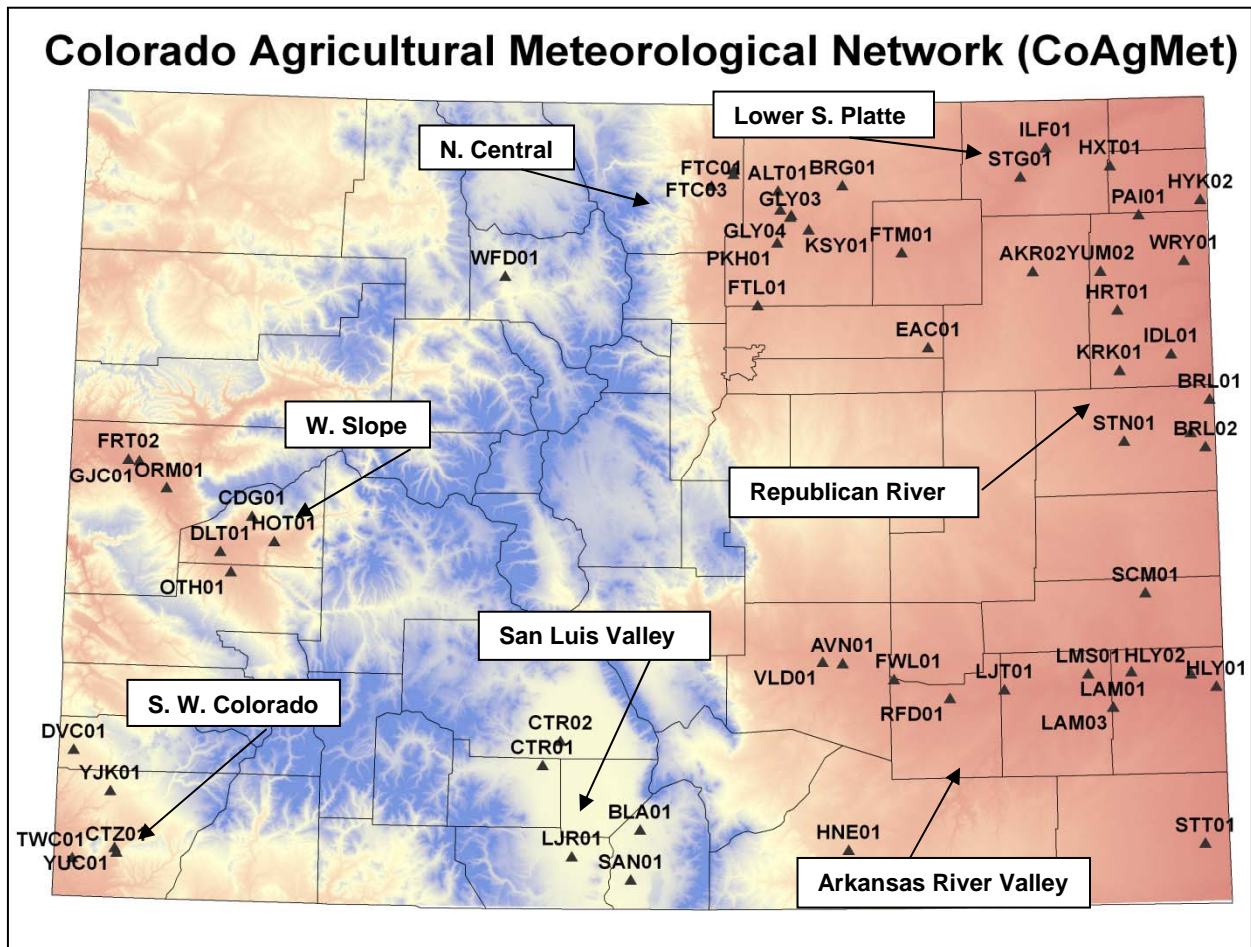 Colorado Agricultural Meteorological Network (CoAgMet)
Lower S. Platte
N. Central
ILF01
STG01
HXT01
FTC01
FTC03
ALT01
BRG01
HYK02
PAI01
GLY03
GLY04
KSY01
FTM01
PKH01
WFD01
AKR02
YUM02
WRY01
FTL01
HRT01
EAC01
IDL01
KRK01
BRL01
W. Slope
STN01
BRL02
FRT02
GJC01
ORM01
Republican River
CDG01
HOT01
DLT01
OTH01
SCM01
San Luis Valley
AVN01
VLD01
FWL01
LJT01
LMS01
HLY02
HLY01
LAM01
RFD01
LAM03
S. W. Colorado
DVC01
CTR02
CTR01
YJK01
BLA01
TWC01
YUC01
LJR01
SAN01
HNE01
STT01
Arkansas River Valley